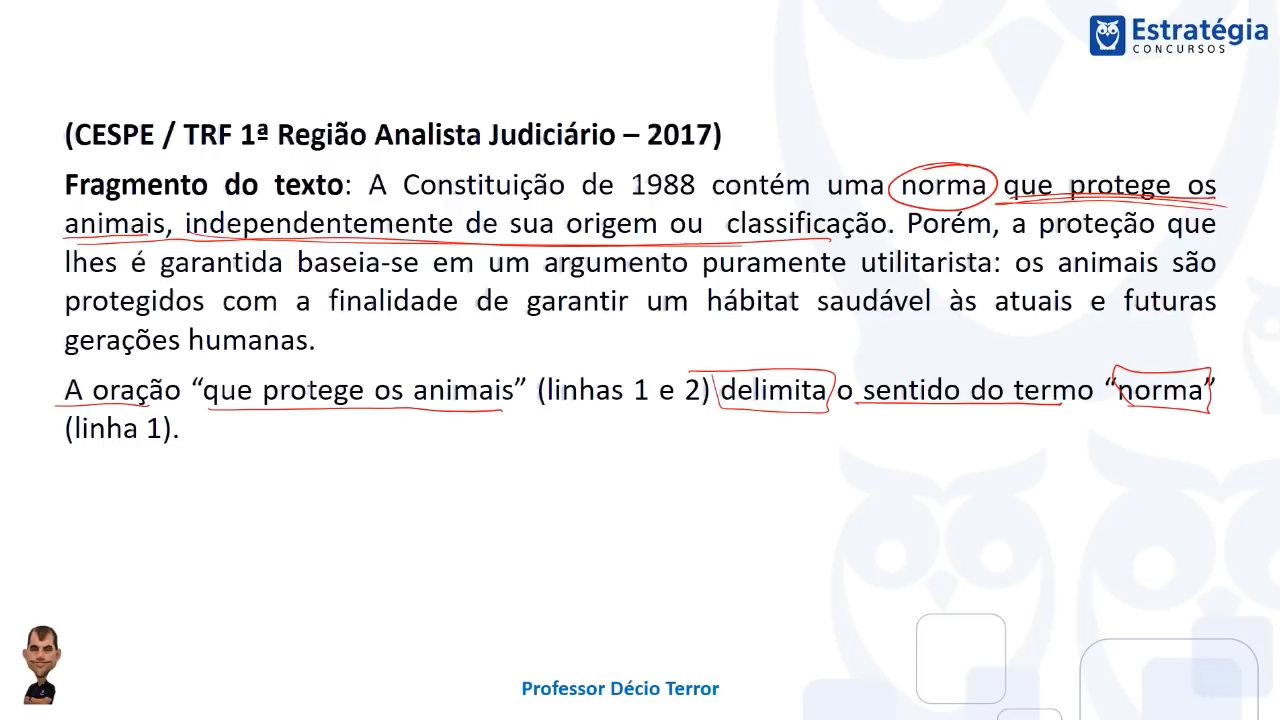 Estratégia
CONCURSOS
(CESPE / TRF 1ª Região Analista Judiciário – 2017)
Fragmento do texto: A Constituição de 1988 contém uma norma que protege os
animais, independentemente de sua origem ou classificação. Porém, a proteção que
lhes é garantida baseia-se em um argumento puramente utilitarista: os animais são
protegidos com a finalidade de garantir um hábitat saudável às atuais e futuras
gerações humanas.
A oração “que protege os animais” (linhas 1 e 2) delimita o sentido do termo “norma”
(linha 1).
Professor Décio Terror